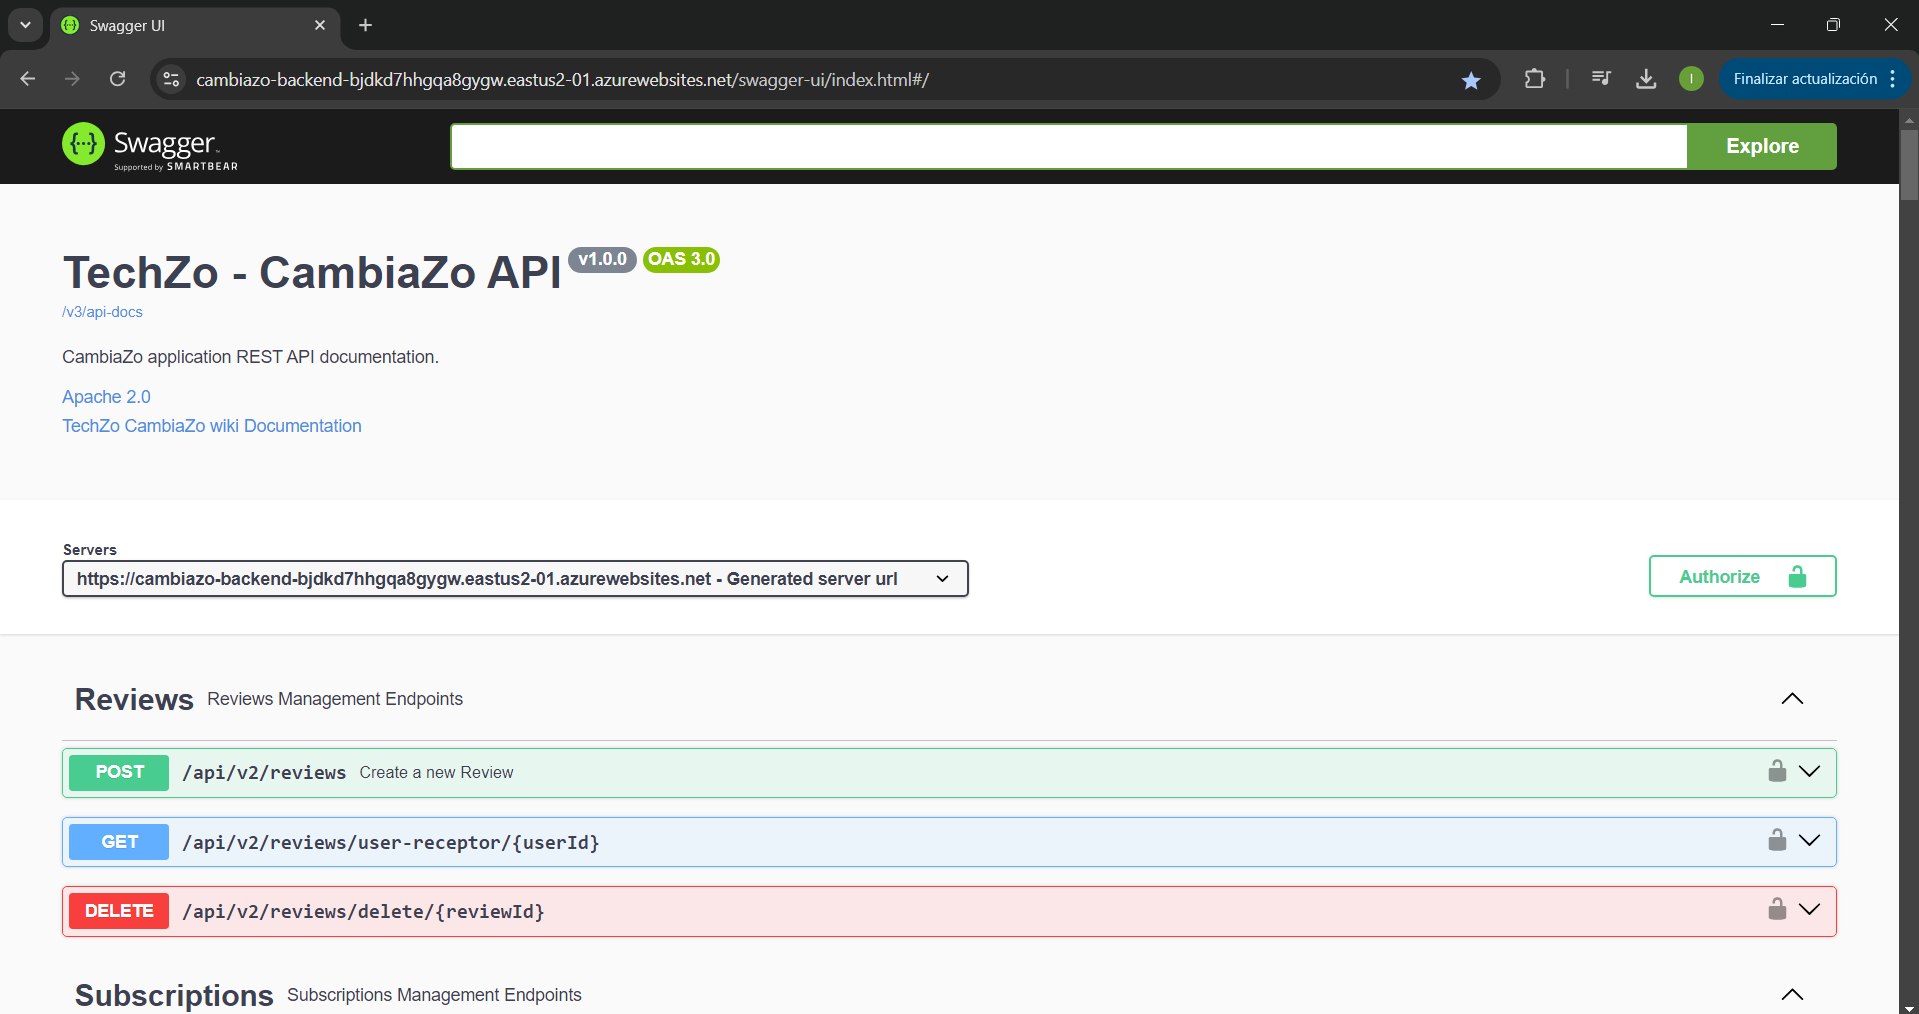 Swagger UI
cambiazo-backend-bjdkd7hhgqa8gygw.eastus2-01.azurewebsites.net/swagger-ui/index.html#/
I
Finalizar actualización
{···} Swagger™
Supported by SMARTBEAR
Explore
TechZo - CambiaZo API v1.0.0 OAS 3.0
/v3/api-docs
CambiaZo application REST API documentation.
Apache 2.0
TechZo CambiaZo wiki Documentation
Servers
https://cambiazo-backend-bjdkd7hhgqa8gygw.eastus2-01.azurewebsites.net - Generated server url
Authorize
Reviews Reviews Management Endpoints
POST /api/v2/reviews Create a new Review
GET /api/v2/reviews/user-receptor/{userId}
DELETE /api/v2/reviews/delete/{reviewId}
Subscriptions Subscriptions Management Endpoints